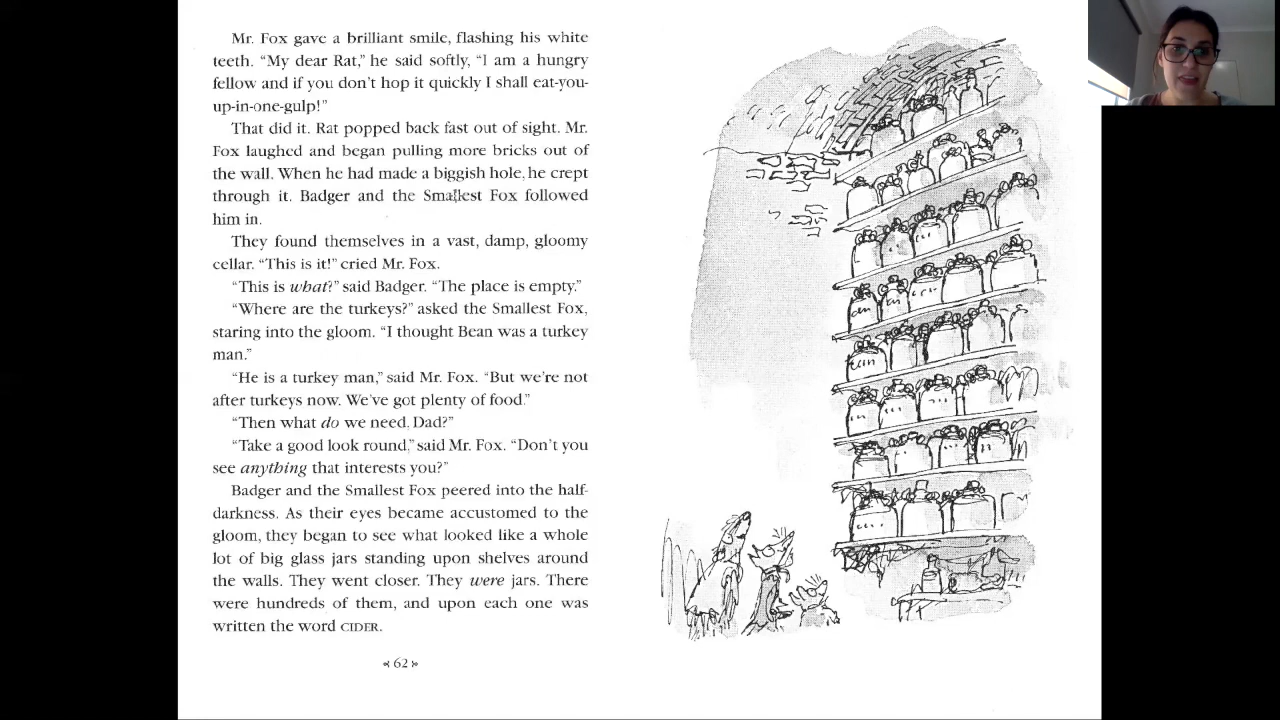 Mr. Fox gave a brilliant smile, flashing his white
teeth. “My dear Rat,” he said softly, “I am a hungry
fellow and if you don’t hop it quickly I shall eat-you-
up-in-one-gulp!”
That did it. Rat popped back fast out of sight. Mr.
Fox laughed and began pulling more bricks out of
the wall. When he had made a biggish hole, he crept
through it. Badger and the Smallest Fox followed
him in.
They found themselves in a vast, damp, gloomy
cellar. “This is it!” cried Mr. Fox.
“This is what?” said Badger. “The place is empty.”
“Where are the turkeys?” asked the Smallest Fox,
staring into the gloom. “I thought Bean was a turkey
man.”
“He is a turkey man,” said Mr. Fox. “But we’re not
after turkeys now. We’ve got plenty of food.”
“Then what do we need, Dad?”
“Take a good look round,” said Mr. Fox. “Don’t you
see anything that interests you?”
Badger and the Smallest Fox peered into the half-
darkness. As their eyes became accustomed to the
gloom, they began to see what looked like a whole
lot of big glass jars standing upon shelves around
the walls. They went closer. They were jars. There
were hundreds of them, and upon each one was
written the word CIDER.
62